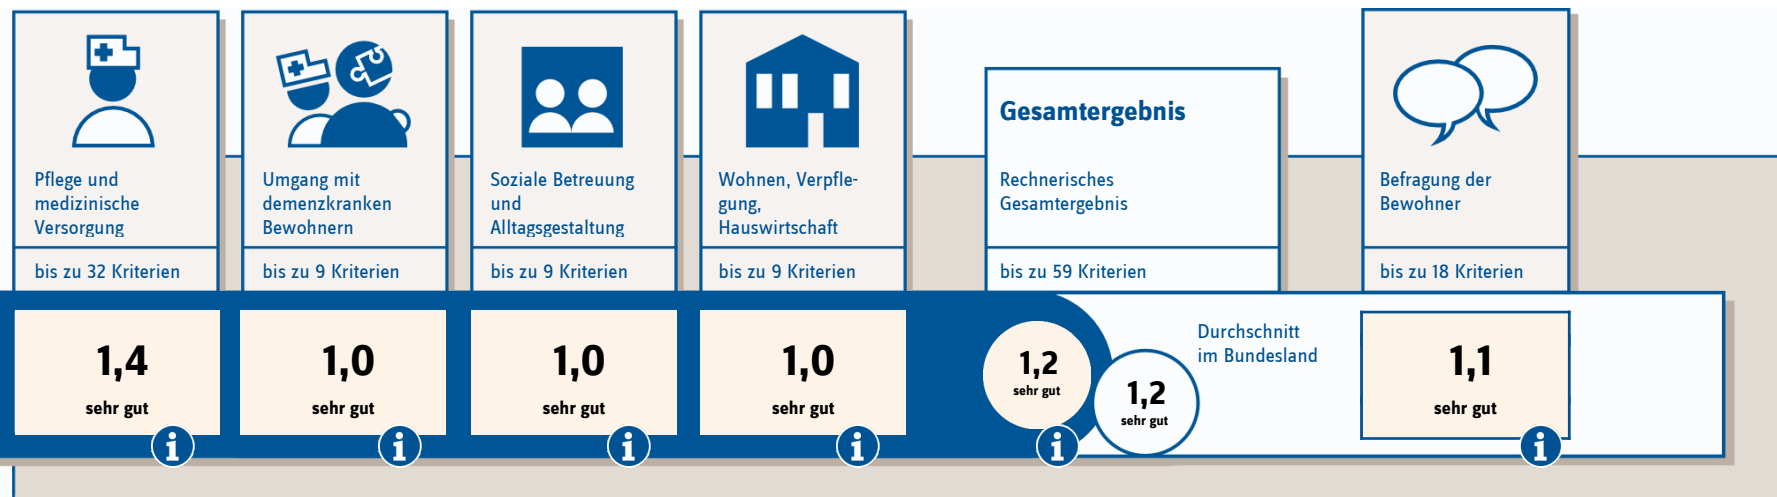 Pflege und
medizinische
Versorgung
bis zu 32 Kriterien
1,4
sehr gut
i
Umgang mit
demenzkranken
Bewohnern
bis zu 9 Kriterien
1,0
sehr gut
i
Soziale Betreuung
und
Alltagsgestaltung
bis zu 9 Kriterien
1,0
sehr gut
i
Wohnen, Verpfle-
gung,
Hauswirtschaft
bis zu 9 Kriterien
1,0
sehr gut
i
Gesamtergebnis
Rechnerisches
Gesamtergebnis
bis zu 59 Kriterien
1,2
sehr gut
i
Durchschnitt
im Bundesland
1,2
sehr gut
Befragung der
Bewohner
bis zu 18 Kriterien
1,1
sehr gut
i